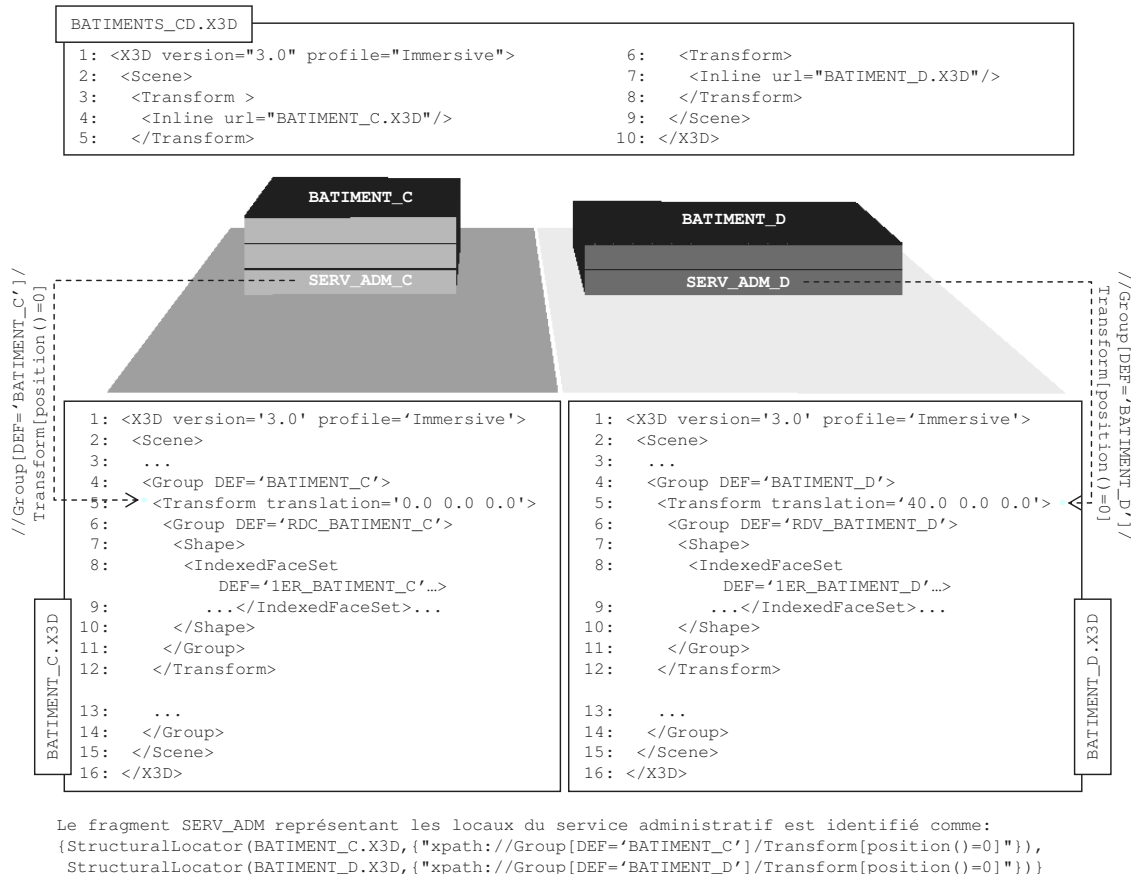 BATIMENTS_CD.X3D
1: <X3D version="3.0" profile="Immersive">
2:  <Scene>
3:   <Transform >
4:    <Inline url="BATIMENT_C.X3D"/>
5:   </Transform>
6:   <Transform>
7:    <Inline url="BATIMENT_D.X3D"/>
8:   </Transform>
9:  </Scene>
10: </X3D>
BATIMENT_C
BATIMENT_D
SERV_ADM_C
SERV_ADM_D
//Group[DEF='BATIMENT_C']/
Transform[position()=0]
//Group[DEF='BATIMENT_D']/
Transform[position()=0]
1: <X3D version='3.0' profile=‘Immersive'>
2:  <Scene>
3:   ...
4:   <Group DEF=‘BATIMENT_C’>
5:    <Transform translation='0.0 0.0 0.0'>
6:     <Group DEF=‘RDC_BATIMENT_C’>
7:      <Shape>
8:       <IndexedFaceSet
DEF=‘1ER_BATIMENT_C’…>
9:         ...</IndexedFaceSet>...
10:      </Shape>
11:     </Group>
12:    </Transform>
13:    ...
14:   </Group>
15:  </Scene>
16: </X3D>
BATIMENT_C.X3D
1: <X3D version='3.0' profile=‘Immersive'>
2:  <Scene>
3:   ...
4:   <Group DEF=‘BATIMENT_D’>
5:    <Transform translation=‘40.0 0.0 0.0'>
6:     <Group DEF=‘RDV_BATIMENT_D’>
7:      <Shape>
8:       <IndexedFaceSet
DEF=‘1ER_BATIMENT_D’…>
9:         ...</IndexedFaceSet>...
10:      </Shape>
11:     </Group>
12:    </Transform>
13:    ...
14:   </Group>
15:  </Scene>
16: </X3D>
BATIMENT_D.X3D
Le fragment SERV_ADM représentant les locaux du service administratif est identifié comme:
{StructuralLocator(BATIMENT_C.X3D,{"xpath://Group[DEF=‘BATIMENT_C’]/Transform[position()=0]"}),
StructuralLocator(BATIMENT_D.X3D,{"xpath://Group[DEF=‘BATIMENT_D’]/Transform[position()=0]"})}